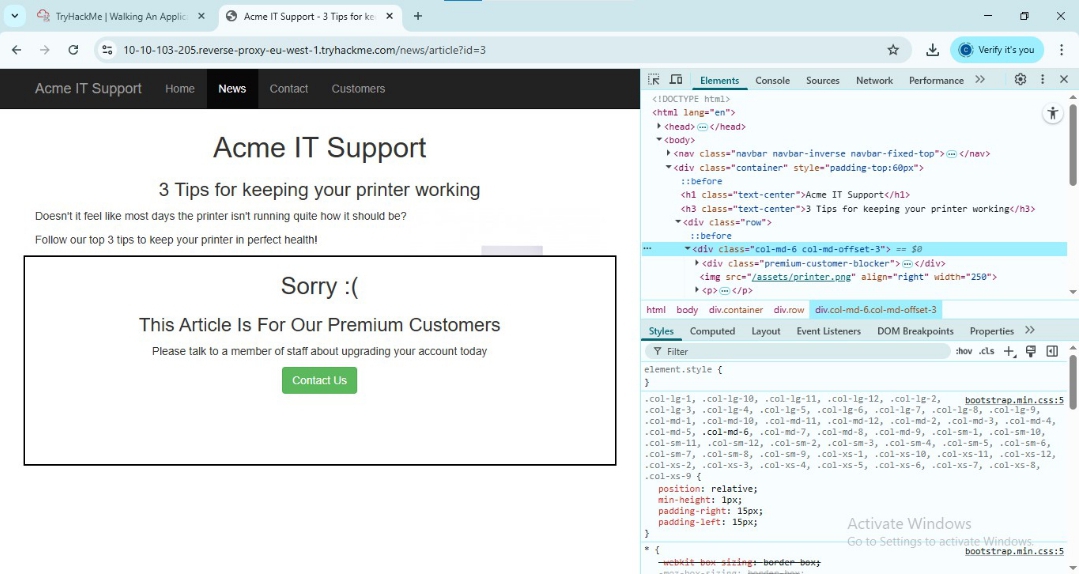 TryHackMe | Walking An Applic
Acme IT Support - 3 Tips for ke
10-10-103-205.reverse-proxy-eu-west-1.tryhackme.com/news/article?id=3
Verify it's you
Acme IT Support Home News Contact Customers
Acme IT Support
3 Tips for keeping your printer working
Doesn't it feel like most days the printer isn't running quite how it should be?
Follow our top 3 tips to keep your printer in perfect health!
Sorry :(
This Article Is For Our Premium Customers
Please talk to a member of staff about upgrading your account today
Contact Us
Elements Console Sources Network Performance
<!DOCTYPE html>
<html lang="en">
<head> </head>
<body>
<nav class="navbar navbar-inverse navbar-fixed-top"> </nav>
<div class="container" style="padding-top:60px">
::before
<h1 class="text-center">Acme IT Support</h1>
<h3 class="text-center">3 Tips for keeping your printer working</h3>
<div class="row">
::before
<div class="col-md-6 col-md-offset-3"> == $0
<div class="premium-customer-blocker"> </div>
<img src="/assets/printer.png" align="right" width="250">
<p> </p>
html body div.container div.row div.col-md-6.col-md-offset-3
Styles Computed Layout Event Listeners DOM Breakpoints Properties
Filter :hov .cls
element.style {
}
.col-lg-1, .col-lg-10, .col-lg-11, .col-lg-12, .col-lg-2, bootstrap.min.css:5
.col-lg-3, .col-lg-4, .col-lg-5, .col-lg-6, .col-lg-7, .col-lg-8, .col-lg-9,
.col-md-1, .col-md-10, .col-md-11, .col-md-12, .col-md-2, .col-md-3, .col-md-4,
.col-md-5, .col-md-6, .col-md-7, .col-md-8, .col-md-9, .col-sm-1, .col-sm-10,
.col-sm-11, .col-sm-12, .col-sm-2, .col-sm-3, .col-sm-4, .col-sm-5, .col-sm-6,
.col-sm-7, .col-sm-8, .col-sm-9, .col-xs-1, .col-xs-10, .col-xs-11, .col-xs-12,
.col-xs-2, .col-xs-3, .col-xs-4, .col-xs-5, .col-xs-6, .col-xs-7, .col-xs-8,
.col-xs-9 {
position: relative;
min-height: 1px;
padding-right: 15px;
padding-left: 15px;
}
Activate Windows
Go to Settings to activate Windows.
* { bootstrap.min.css:5
-webkit-box-sizing: border-box;
-moz-box-sizing: border-box;